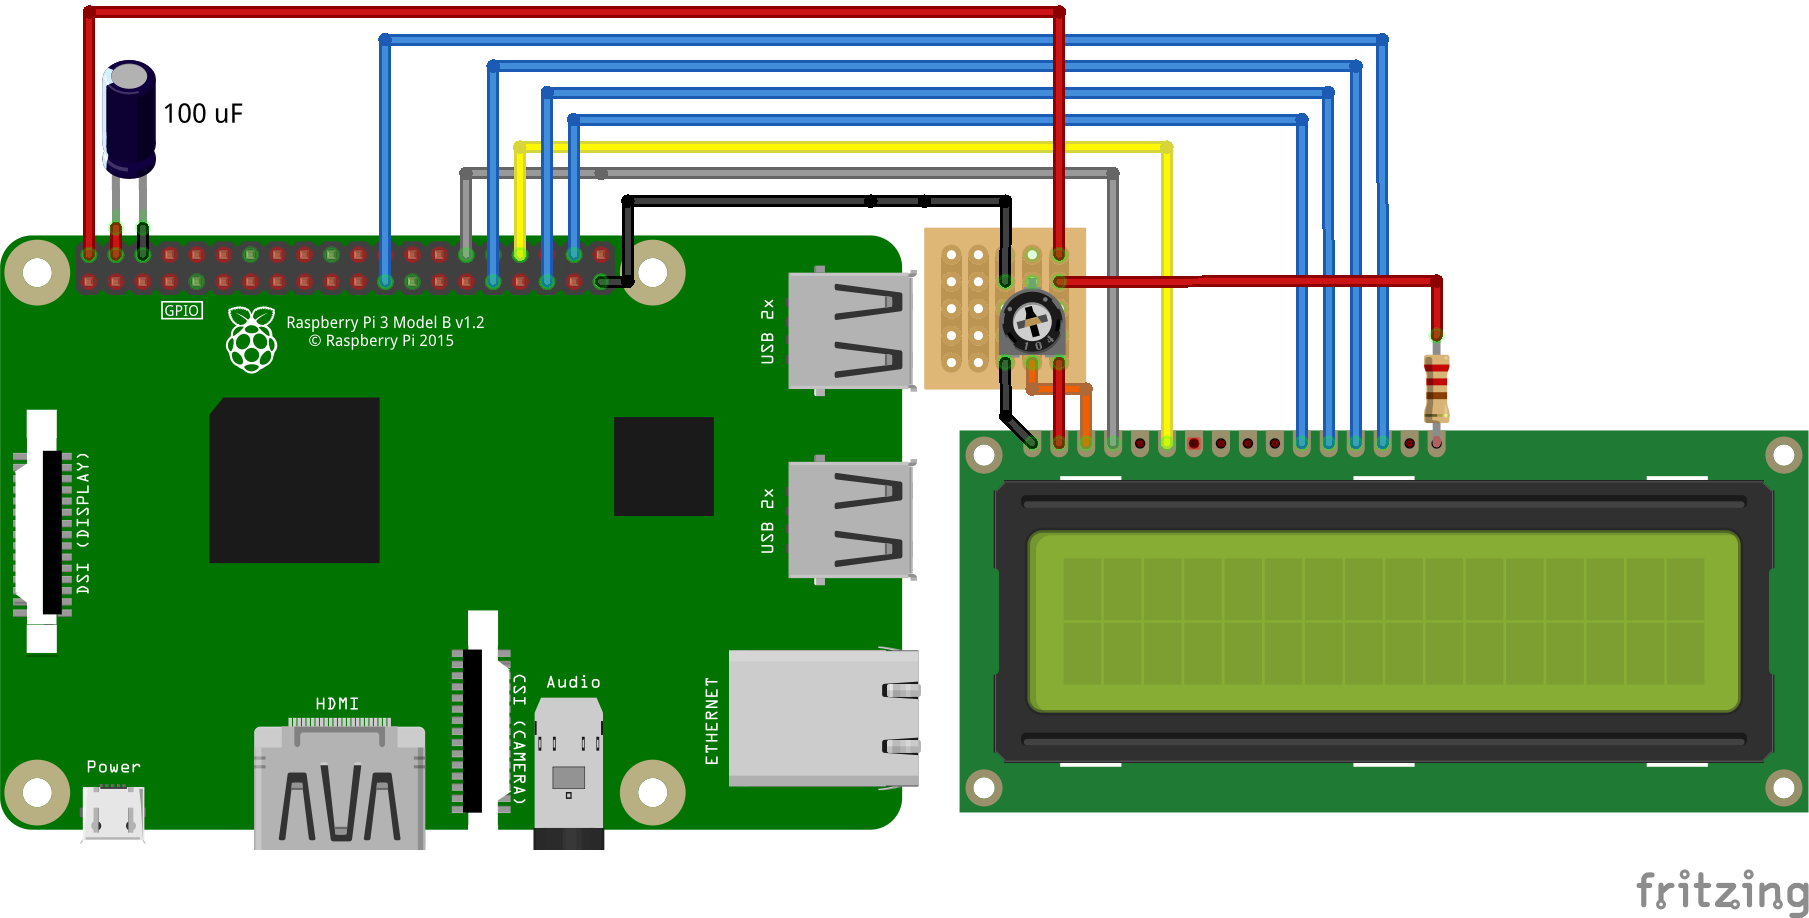 100 uF
GPIO
Raspberry Pi 3 Model B v1.2
© Raspberry Pi 2015
USB 2x
DSI (DISPLAY)
104
USB 2x
CSI (CAMERA)
Audio
ETHERNET
HDMI
Power
fritzing